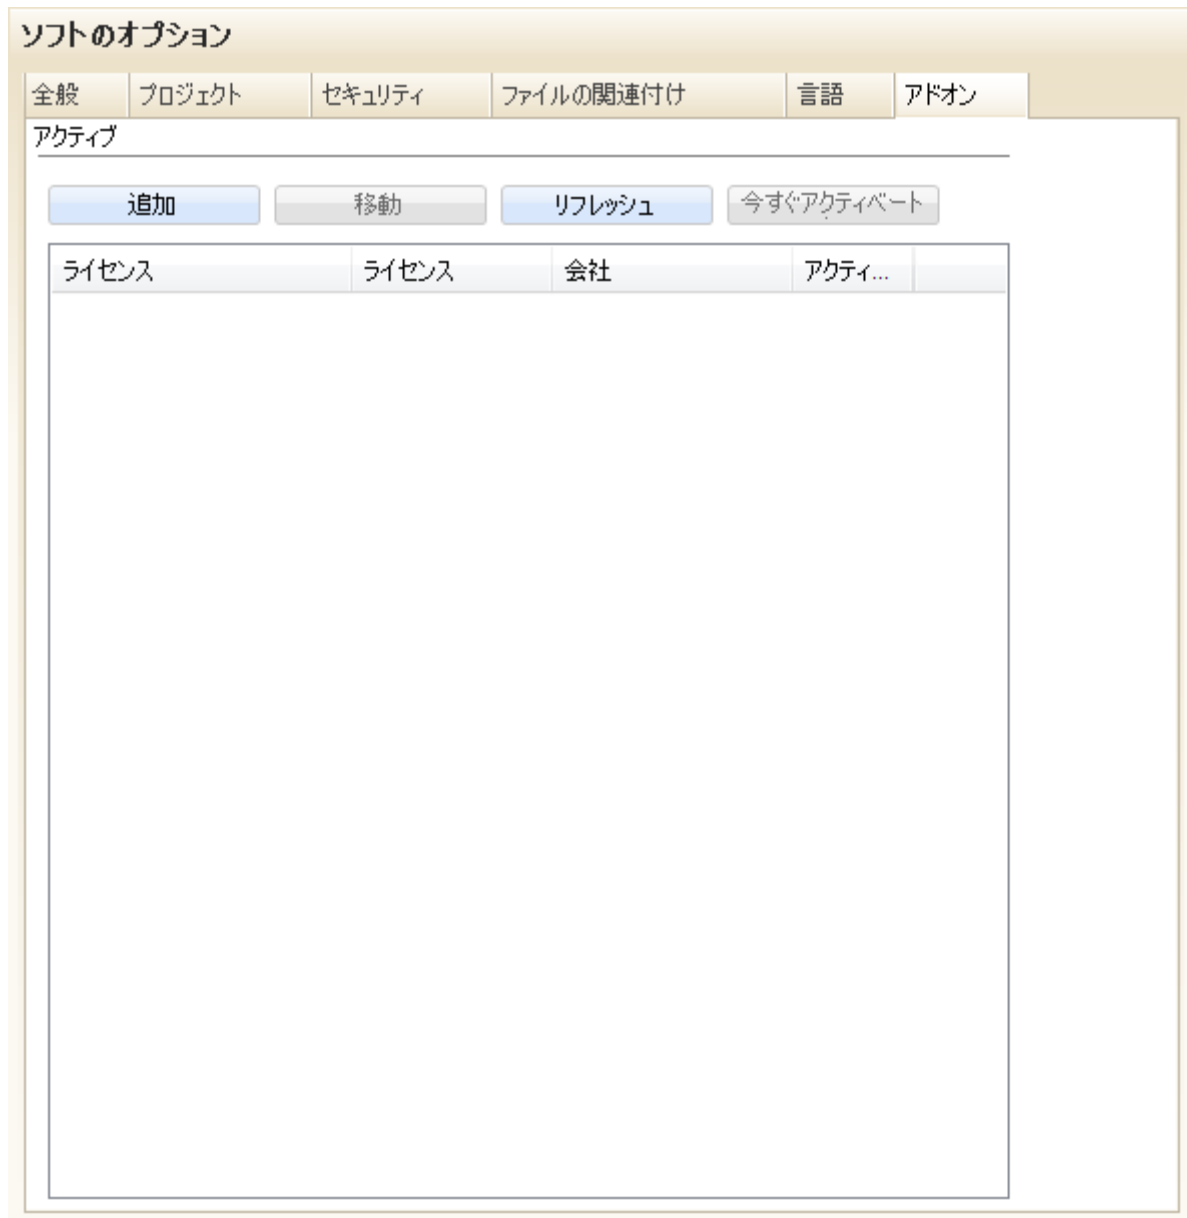 ソフトのオプション
全般 プロジェクト セキュリティ ファイルの関連付け 言語 アドオン
アクティブ
追加 移動 リフレッシュ 今すぐアクティベート
ライセンス ライセンス 会社 アクティ...